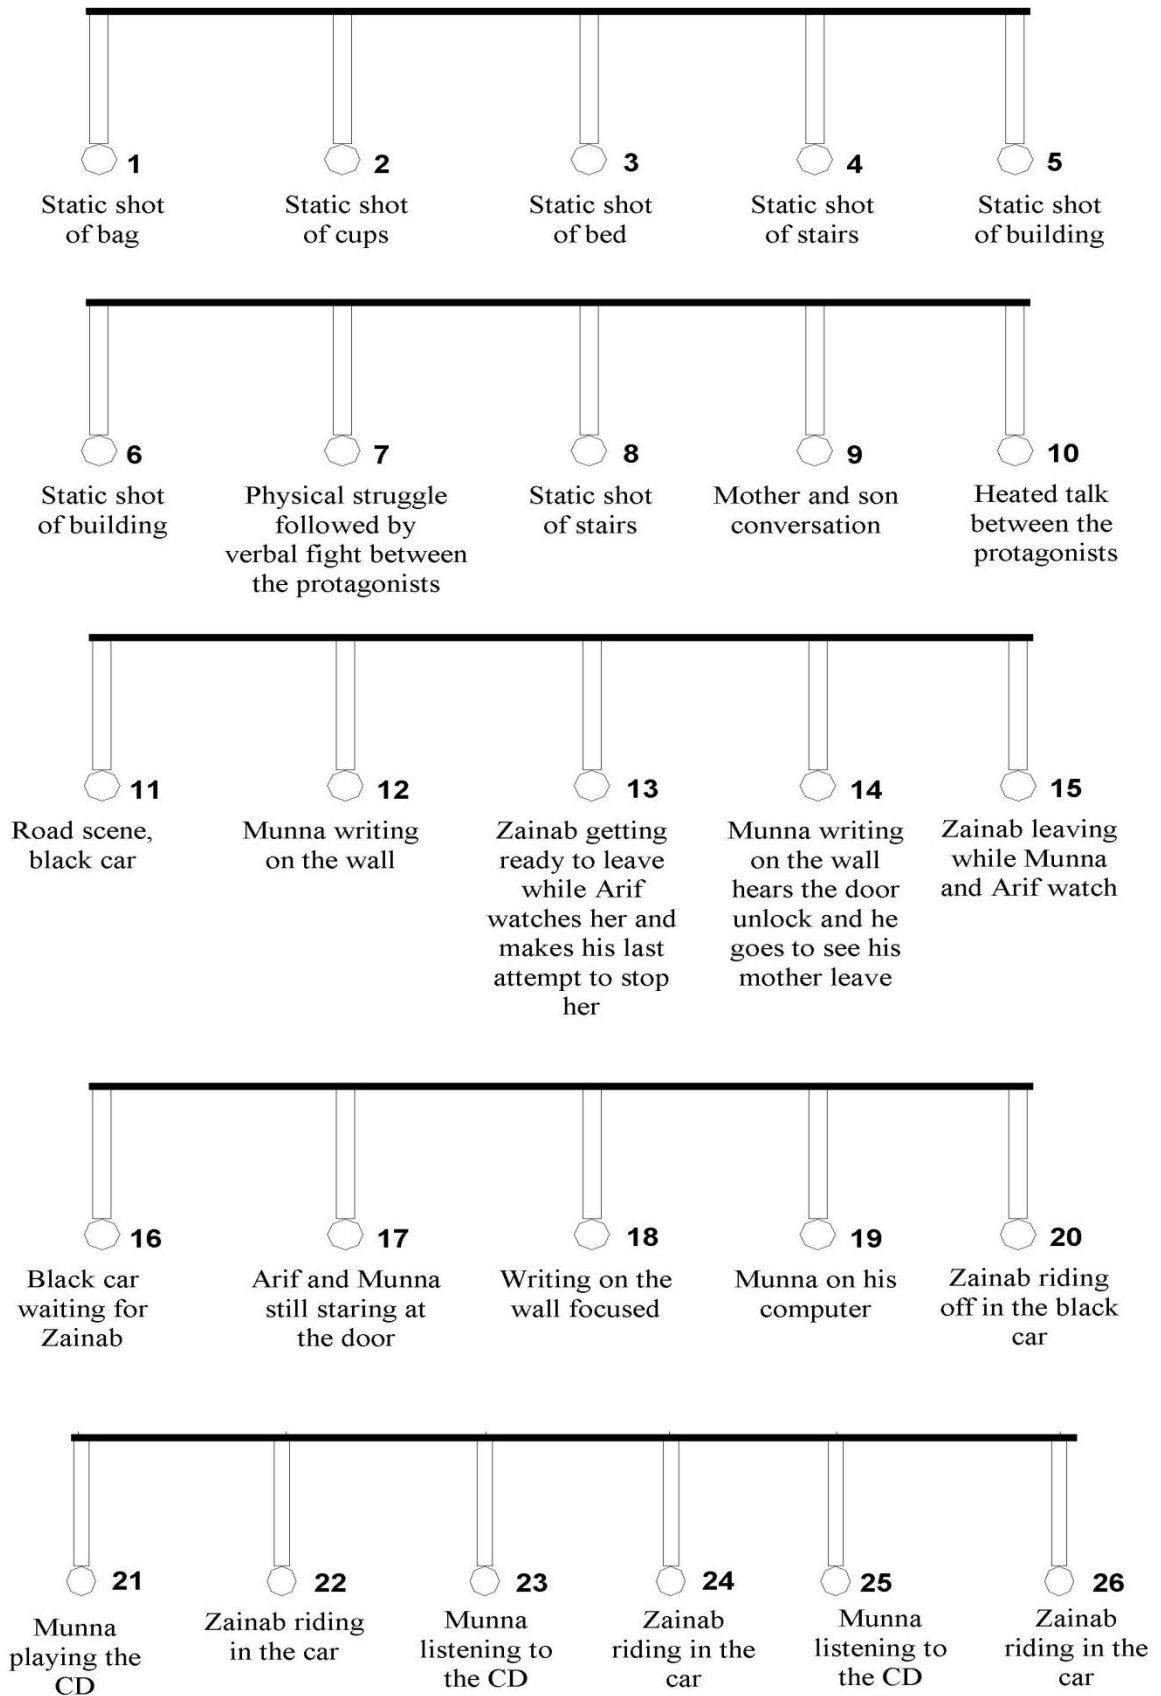 1
Static shot
of bag
2
Static shot
of cups
3
Static shot
of bed
4
Static shot
of stairs
5
Static shot
of building
6
Static shot
of building
7
Physical struggle
followed by
verbal fight between
the protagonists
8
Static shot
of stairs
9
Mother and son
conversation
10
Heated talk
between the
protagonists
11
Road scene,
black car
12
Munna writing
on the wall
13
Zainab getting
ready to leave
while Arif
watches her and
makes his last
attempt to stop
her
14
Munna writing
on the wall
hears the door
unlock and he
goes to see his
mother leave
15
Zainab leaving
while Munna
and Arif watch
16
Black car
waiting for
Zainab
17
Arif and Munna
still staring at
the door
18
Writing on the
wall focused
19
Munna on his
computer
20
Zainab riding
off in the black
car
21
Munna
playing the
CD
22
Zainab riding
in the car
23
Munna
listening to
the CD
24
Zainab
riding in the
car
25
Munna
listening to
the CD
26
Zainab
riding in the
car